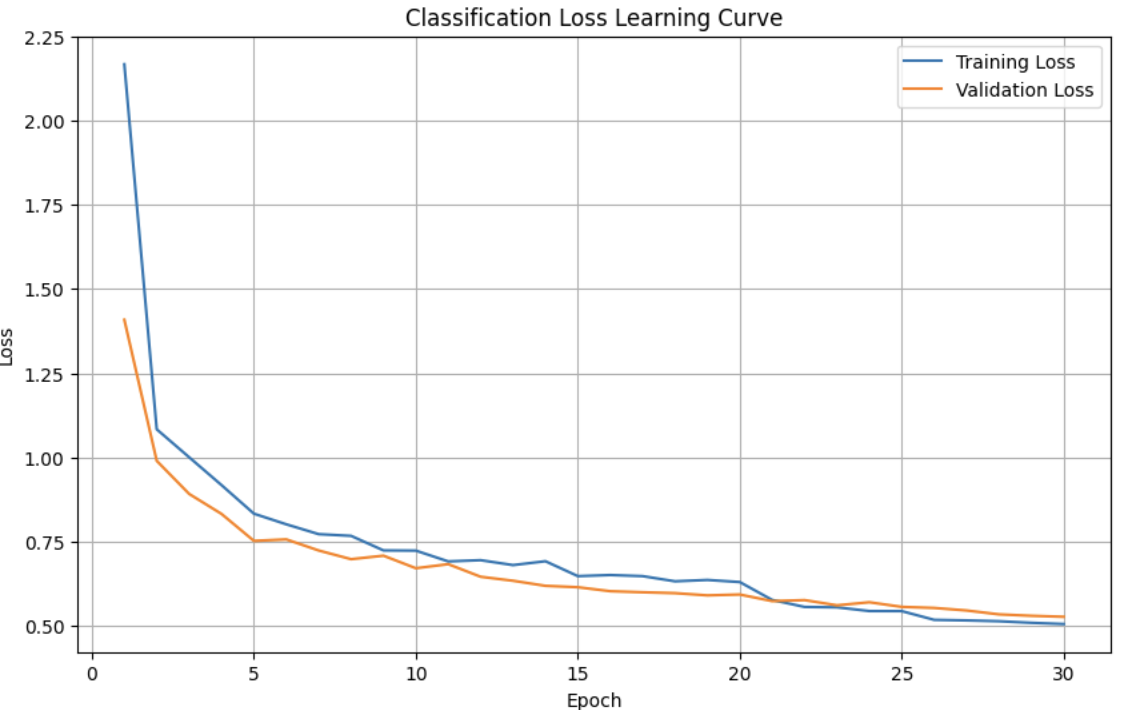 Classification Loss Learning Curve
Training Loss
Validation Loss
2.25
2.00
1.75
1.50
1.25
1.00
0.75
0.50
Loss
0 5 10 15 20 25 30
Epoch